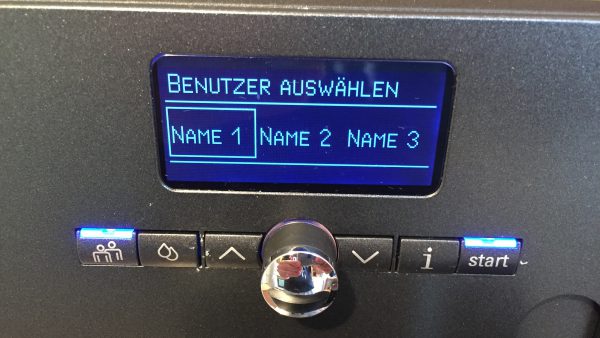 BENUTZER AUSWÄHLEN
NAME 1 NAME 2 NAME 3
i start